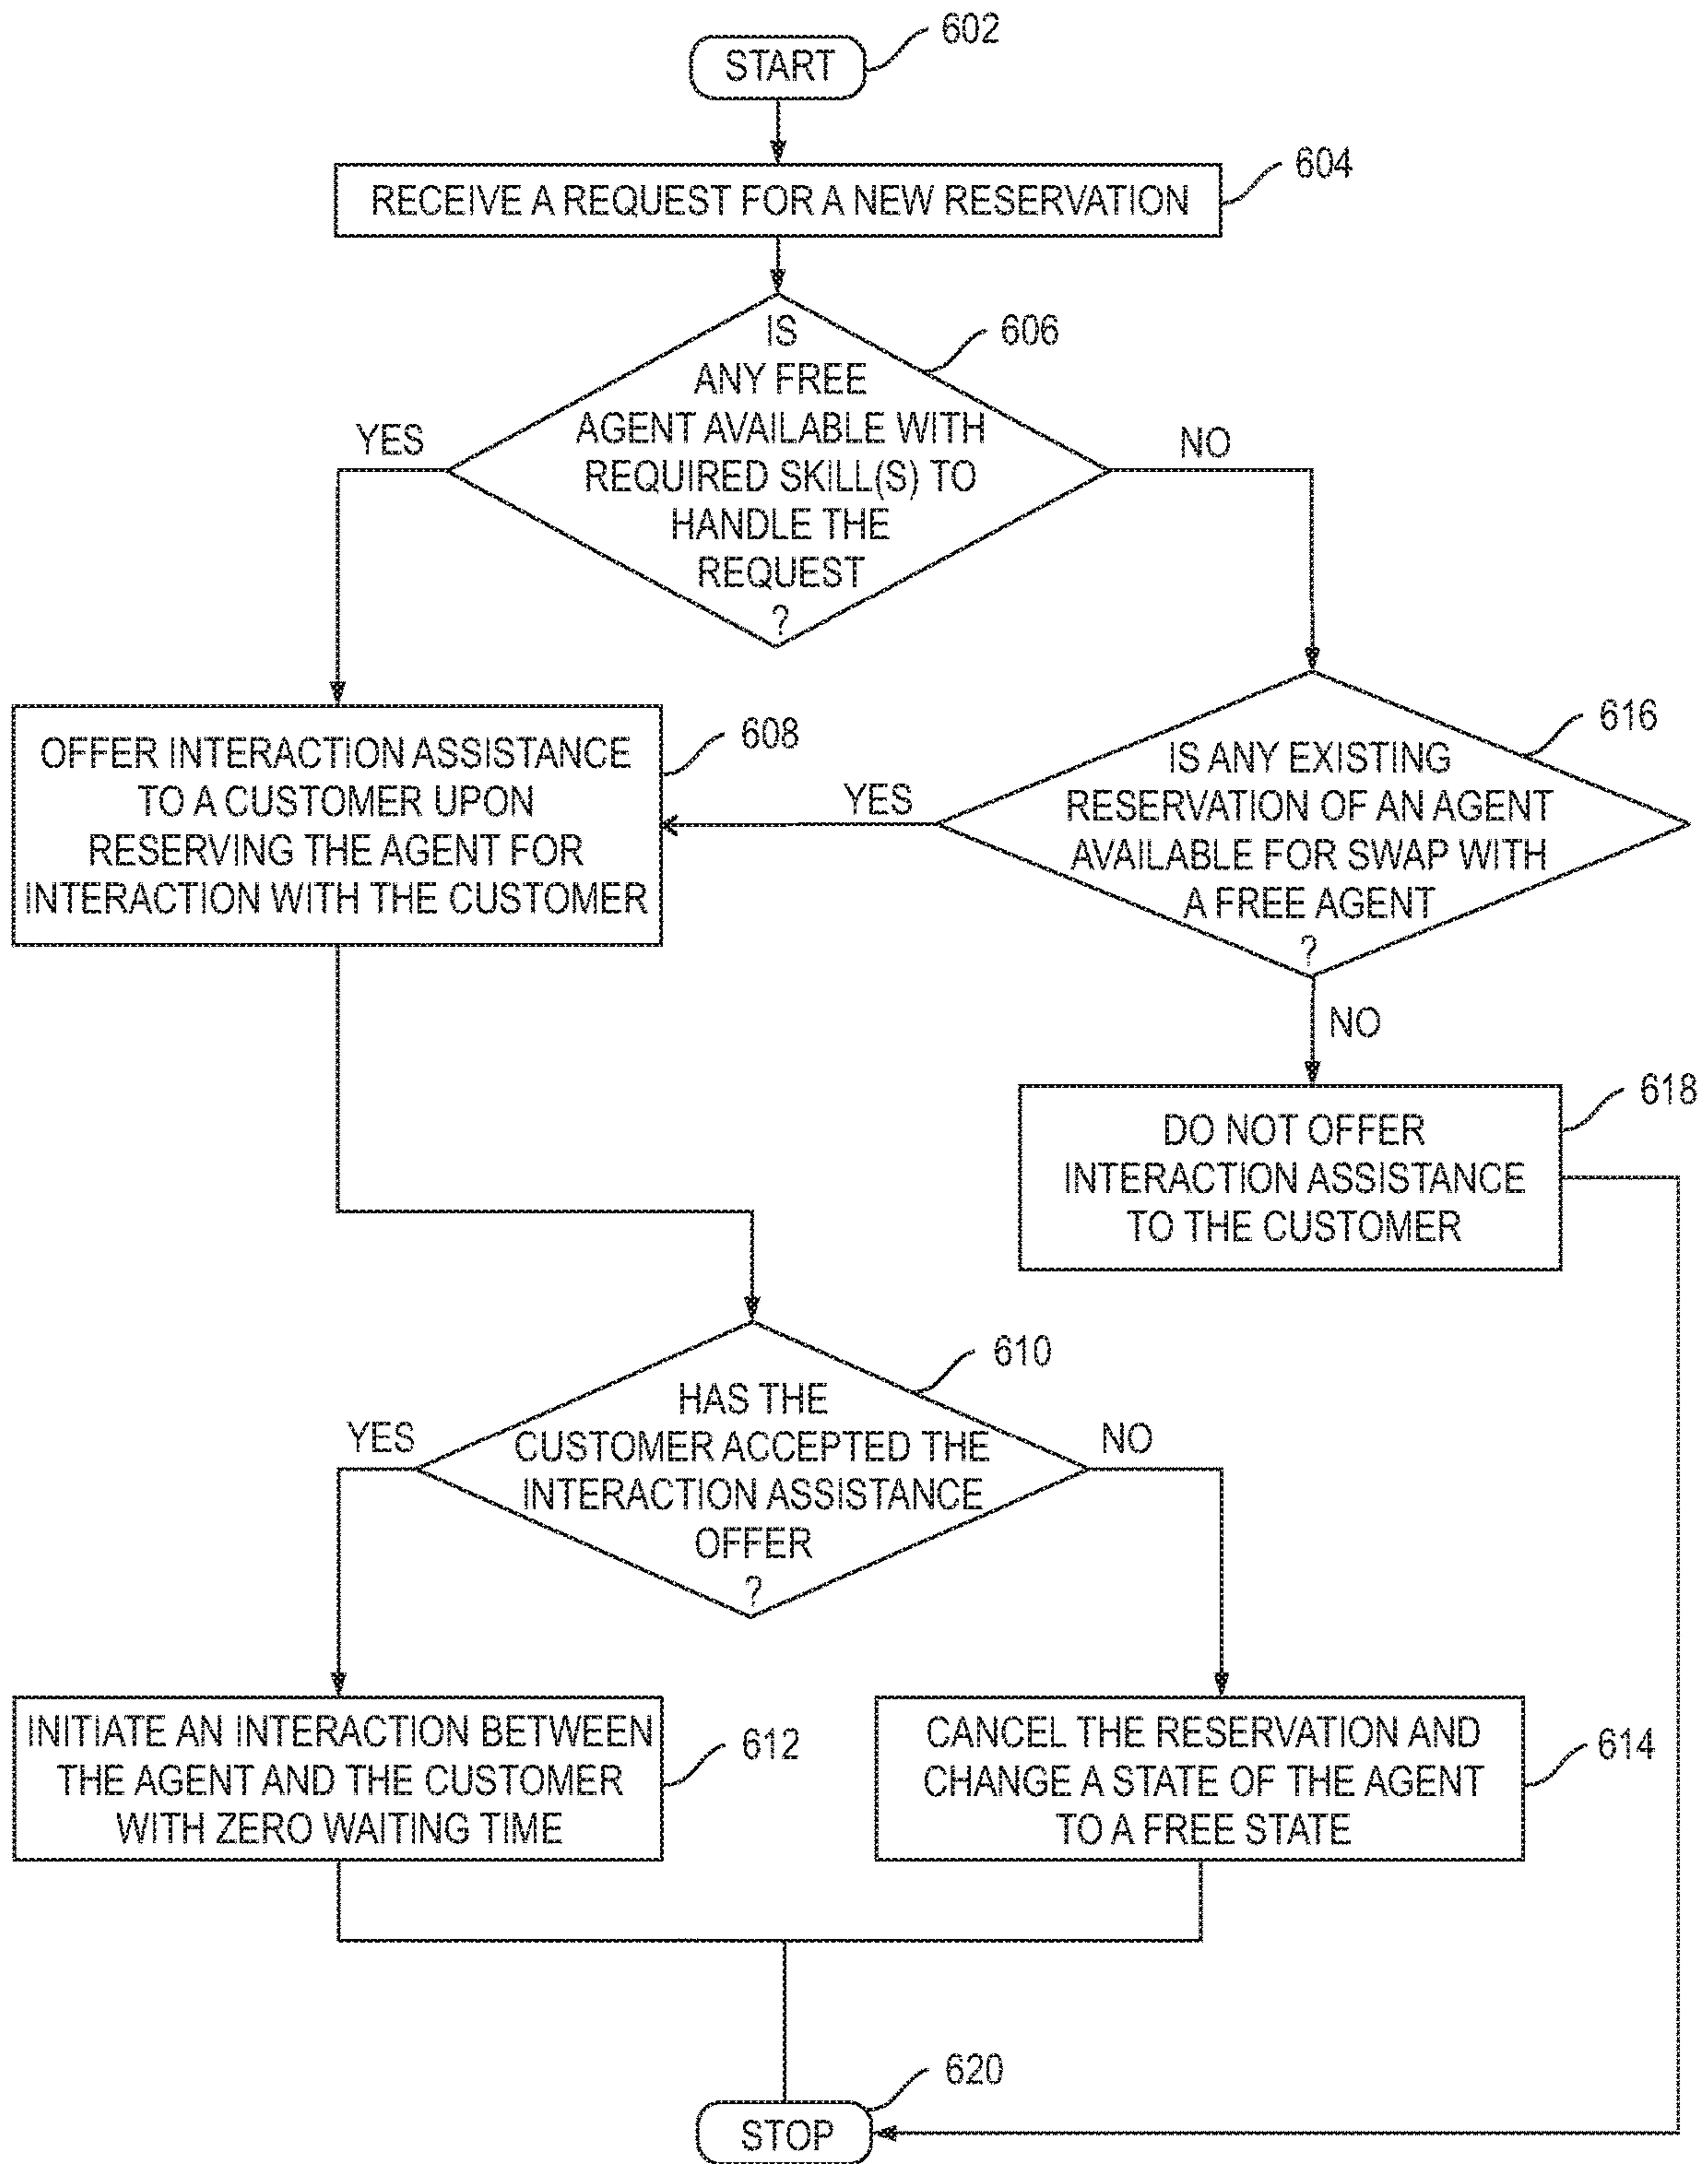 602
START
604
RECEIVE A REQUEST FOR A NEW RESERVATION
606
IS
ANY FREE
AGENT AVAILABLE WITH
REQUIRED SKILL(S) TO
HANDLE THE
REQUEST
?
YES
NO
608
OFFER INTERACTION ASSISTANCE
TO A CUSTOMER UPON
RESERVING THE AGENT FOR
INTERACTION WITH THE CUSTOMER
616
IS ANY EXISTING
RESERVATION OF AN AGENT
AVAILABLE FOR SWAP WITH
A FREE AGENT
?
YES
NO
618
DO NOT OFFER
INTERACTION ASSISTANCE
TO THE CUSTOMER
610
HAS THE
CUSTOMER ACCEPTED THE
INTERACTION ASSISTANCE
OFFER
?
YES
NO
INITIATE AN INTERACTION BETWEEN
THE AGENT AND THE CUSTOMER
WITH ZERO WAITING TIME
612
CANCEL THE RESERVATION AND
CHANGE A STATE OF THE AGENT
TO A FREE STATE
614
620
STOP